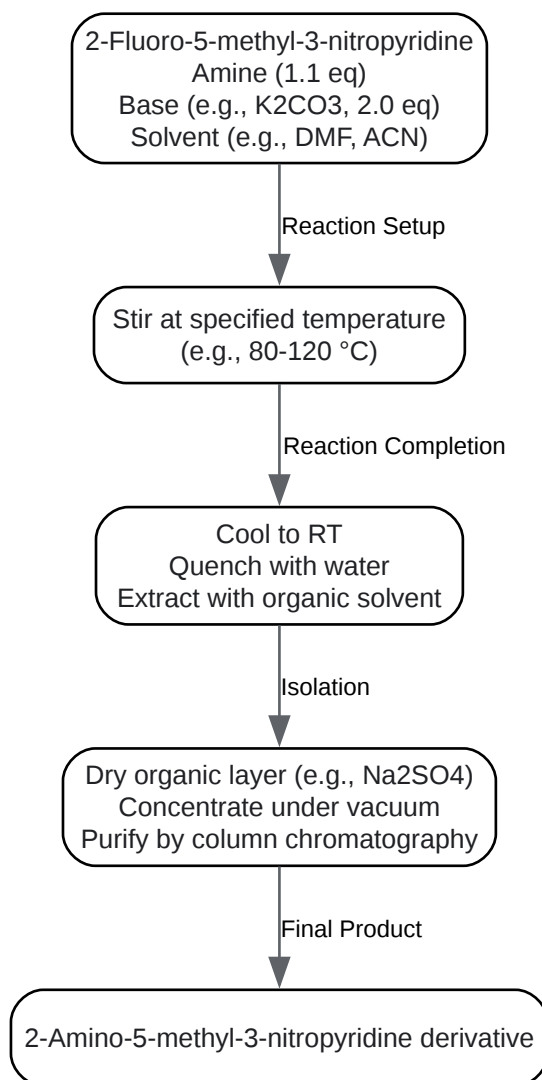 2-Fluoro-5-methyl-3-nitropyridine
Amine (1.1 eq)
Base (e.g., K2CO3, 2.0 eq)
Solvent (e.g., DMF, ACN)
Reaction Setup
Stir at specified temperature
(e.g., 80-120 °C)
Reaction Completion
Cool to RT
Quench with water
Extract with organic solvent
Isolation
Dry organic layer (e.g., Na2SO4)
Concentrate under vacuum
Purify by column chromatography
Final Product
2-Amino-5-methyl-3-nitropyridine derivative